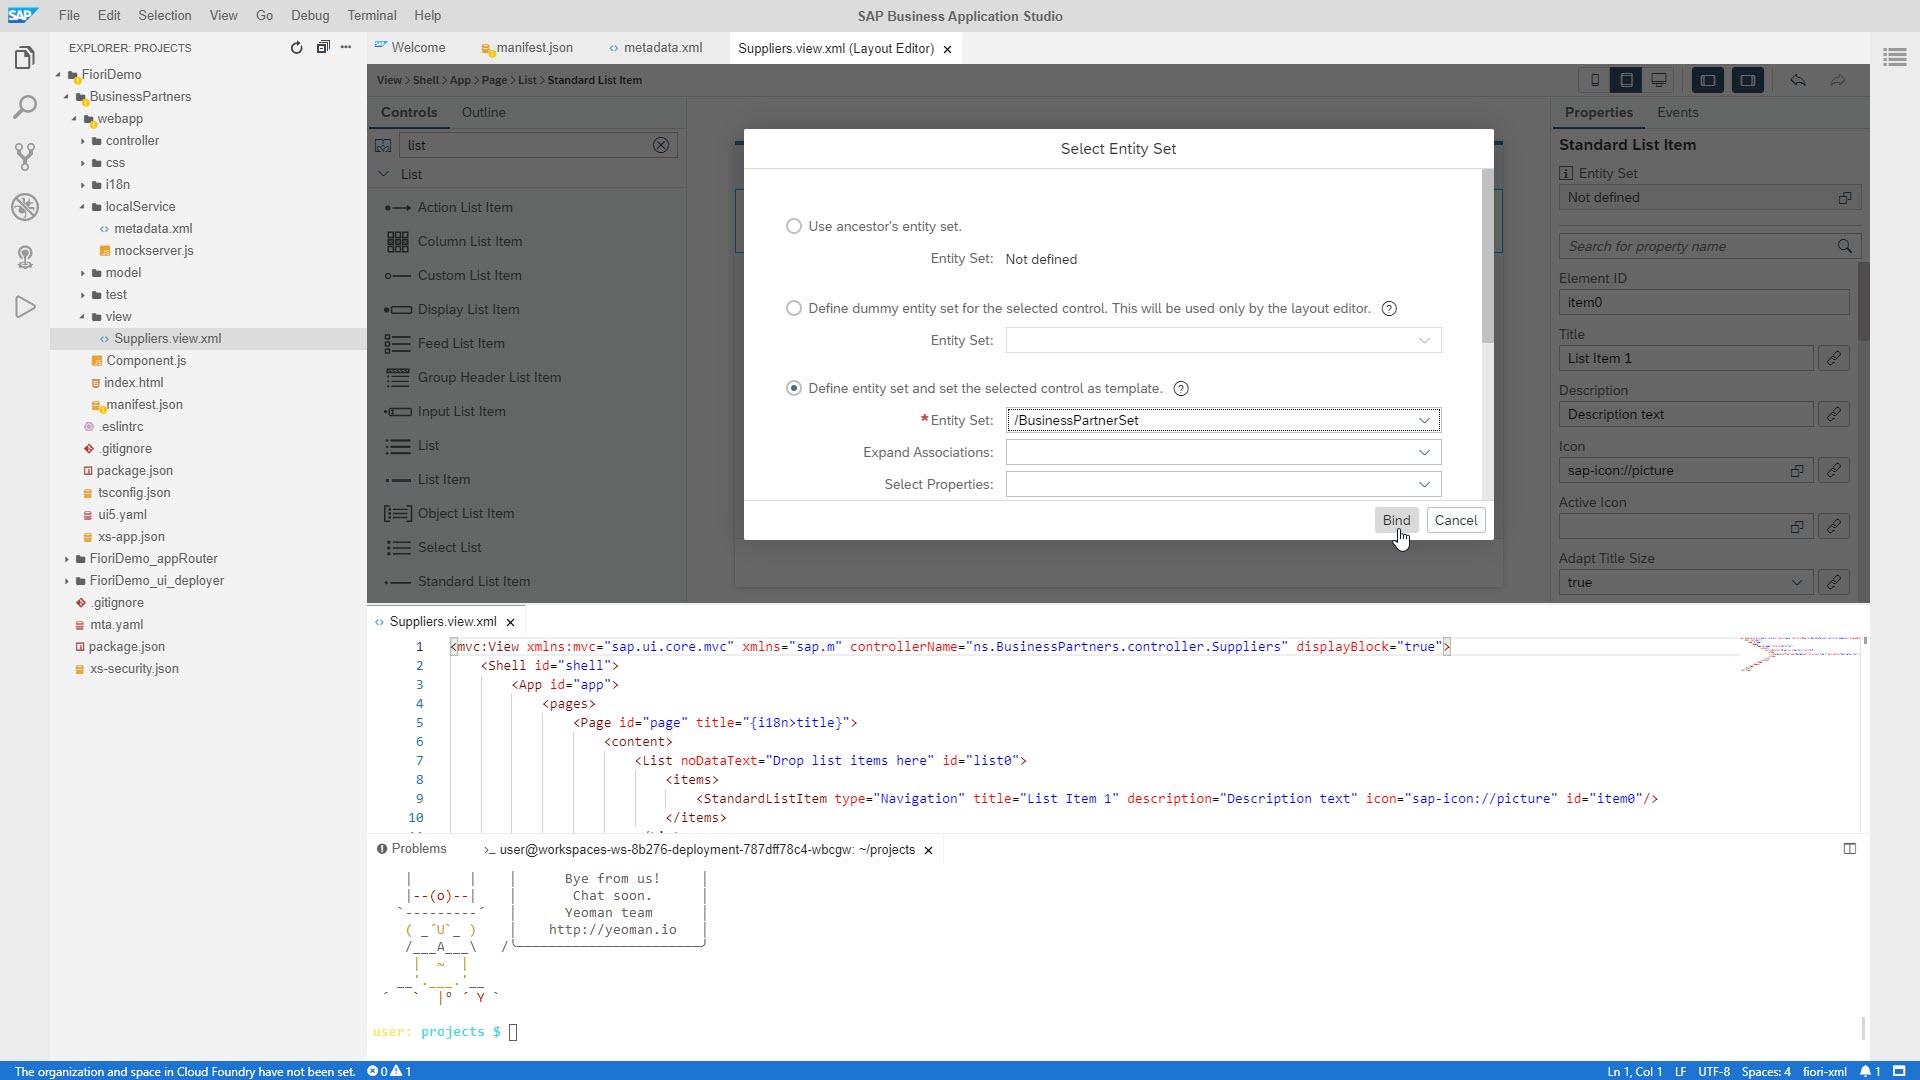 SAP File Edit Selection View Go Debug Terminal Help
SAP Business Application Studio
EXPLORER: PROJECTS
FioriDemo
BusinessPartners
webapp
controller
css
i18n
localService
metadata.xml
mockserver.js
model
test
view
Suppliers.view.xml
Component.js
index.html
manifest.json
.eslintrc
.gitignore
package.json
tsconfig.json
ui5.yaml
xs-app.json
FioriDemo_appRouter
FioriDemo_ui_deployer
.gitignore
mta.yaml
package.json
xs-security.json
Welcome manifest.json metadata.xml Suppliers.view.xml (Layout Editor)
View > Shell > App > Page > List > Standard List Item
Controls Outline
list
List
Action List Item
Column List Item
Custom List Item
Display List Item
Feed List Item
Group Header List Item
Input List Item
List
List Item
Object List Item
Select List
Standard List Item
Select Entity Set
Use ancestor's entity set.
Entity Set: Not defined
Define dummy entity set for the selected control. This will be used only by the layout editor.
Entity Set:
Define entity set and set the selected control as template.
*Entity Set: /BusinessPartnerSet
Expand Associations:
Select Properties:
Bind Cancel
Properties Events
Standard List Item
Entity Set
Not defined
Search for property name
Element ID
item0
Title
List Item 1
Description
Description text
Icon
sap-icon://picture
Active Icon
Adapt Title Size
true
Suppliers.view.xml
1 <mvc:View xmlns:mvc="sap.ui.core.mvc" xmlns="sap.m" controllerName="ns.BusinessPartners.controller.Suppliers" displayBlock="true">
2 <Shell id="shell">
3 <App id="app">
4 <pages>
5 <Page id="page" title="{i18n>title}">
6 <content>
7 <List noDataText="Drop list items here" id="list0">
8 <items>
9 <StandardListItem type="Navigation" title="List Item 1" description="Description text" icon="sap-icon://picture" id="item0"/>
10 </items>
Problems >_ user@workspaces-ws-8b276-deployment-787dff78c4-wbcgw: ~/projects
Bye from us!
Chat soon.
Yeoman team
http://yeoman.io
user: projects $
The organization and space in Cloud Foundry have not been set. 0 1
Ln 1, Col 1 LF UTF-8 Spaces: 4 fiori-xml 1